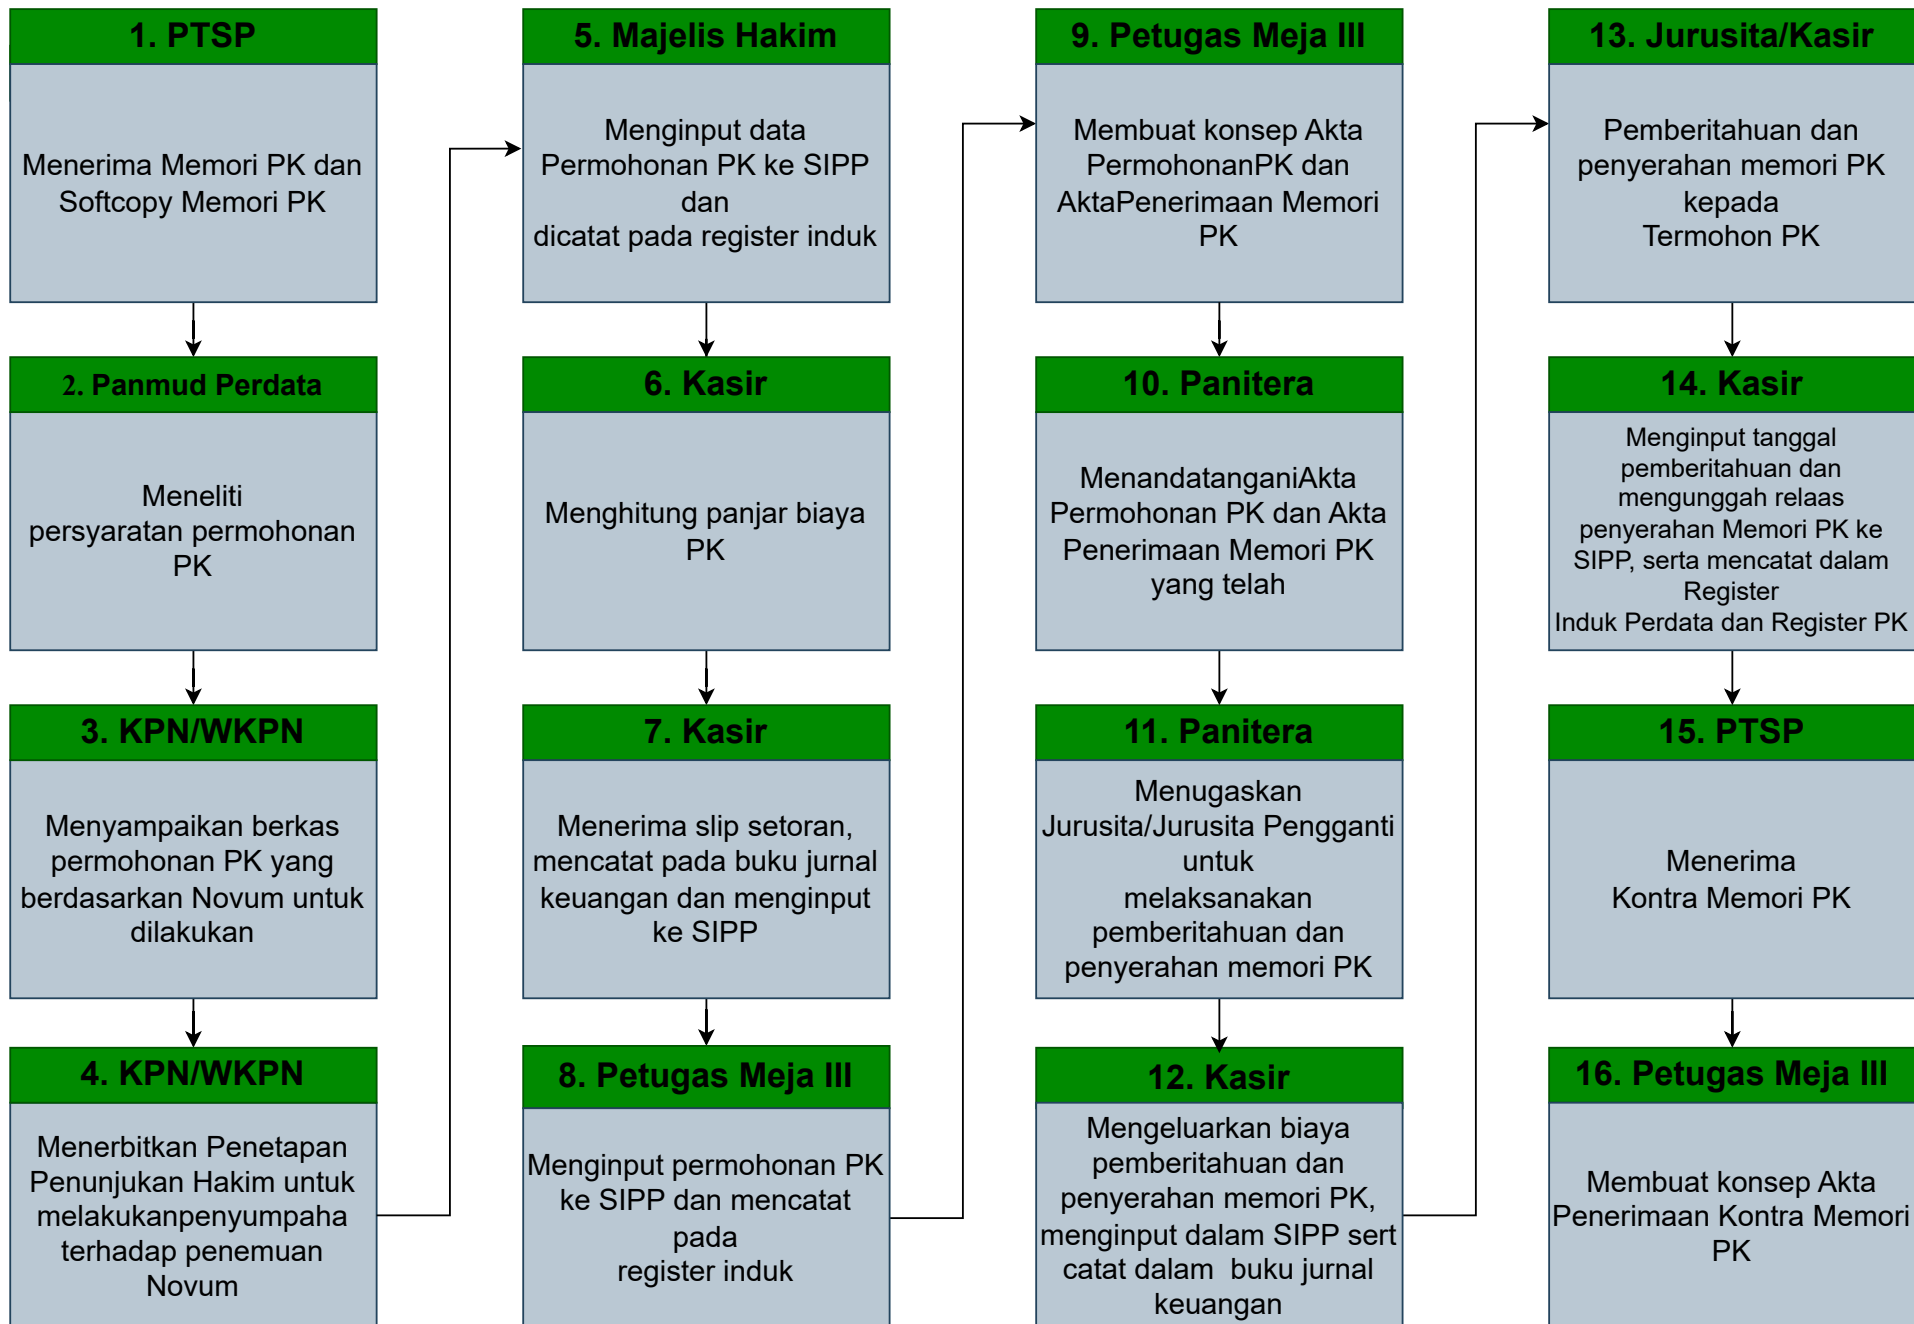 1. PTSP
Menerima Memori PK dan
Softcopy Memori PK
2. Panmud Perdata
Meneliti
persyaratan permohonan
PK
3. KPN/WKPN
Menyampaikan berkas
permohonan PK yang
berdasarkan Novum untuk
dilakukan
4. KPN/WKPN
Menerbitkan Penetapan
Penunjukan Hakim untuk
melakukanpenyumpaha
terhadap penemuan
Novum
5. Majelis Hakim
Menginput data
Permohonan PK ke SIPP
dan
dicatat pada register induk
6. Kasir
Menghitung panjar biaya
PK
7. Kasir
Menerima slip setoran,
mencatat pada buku jurnal
keuangan dan menginput
ke SIPP
8. Petugas Meja III
Menginput permohonan PK
ke SIPP dan mencatat
pada
register induk
9. Petugas Meja III
Membuat konsep Akta
PermohonanPK dan
AktaPenerimaan Memori
PK
10. Panitera
MenandatanganiAkta
Permohonan PK dan Akta
Penerimaan Memori PK
yang telah
11. Panitera
Menugaskan
Jurusita/Jurusita Pengganti
untuk
melaksanakan
pemberitahuan dan
penyerahan memori PK
12. Kasir
Mengeluarkan biaya
pemberitahuan dan
penyerahan memori PK,
menginput dalam SIPP sert
catat dalam  buku jurnal
keuangan
13. Jurusita/Kasir
Pemberitahuan dan
penyerahan memori PK
kepada
Termohon PK
14. Kasir
Menginput tanggal
pemberitahuan dan
mengunggah relaas
penyerahan Memori PK ke
SIPP, serta mencatat dalam
Register
Induk Perdata dan Register PK
15. PTSP
Menerima
Kontra Memori PK
16. Petugas Meja III
Membuat konsep Akta
Penerimaan Kontra Memori
PK